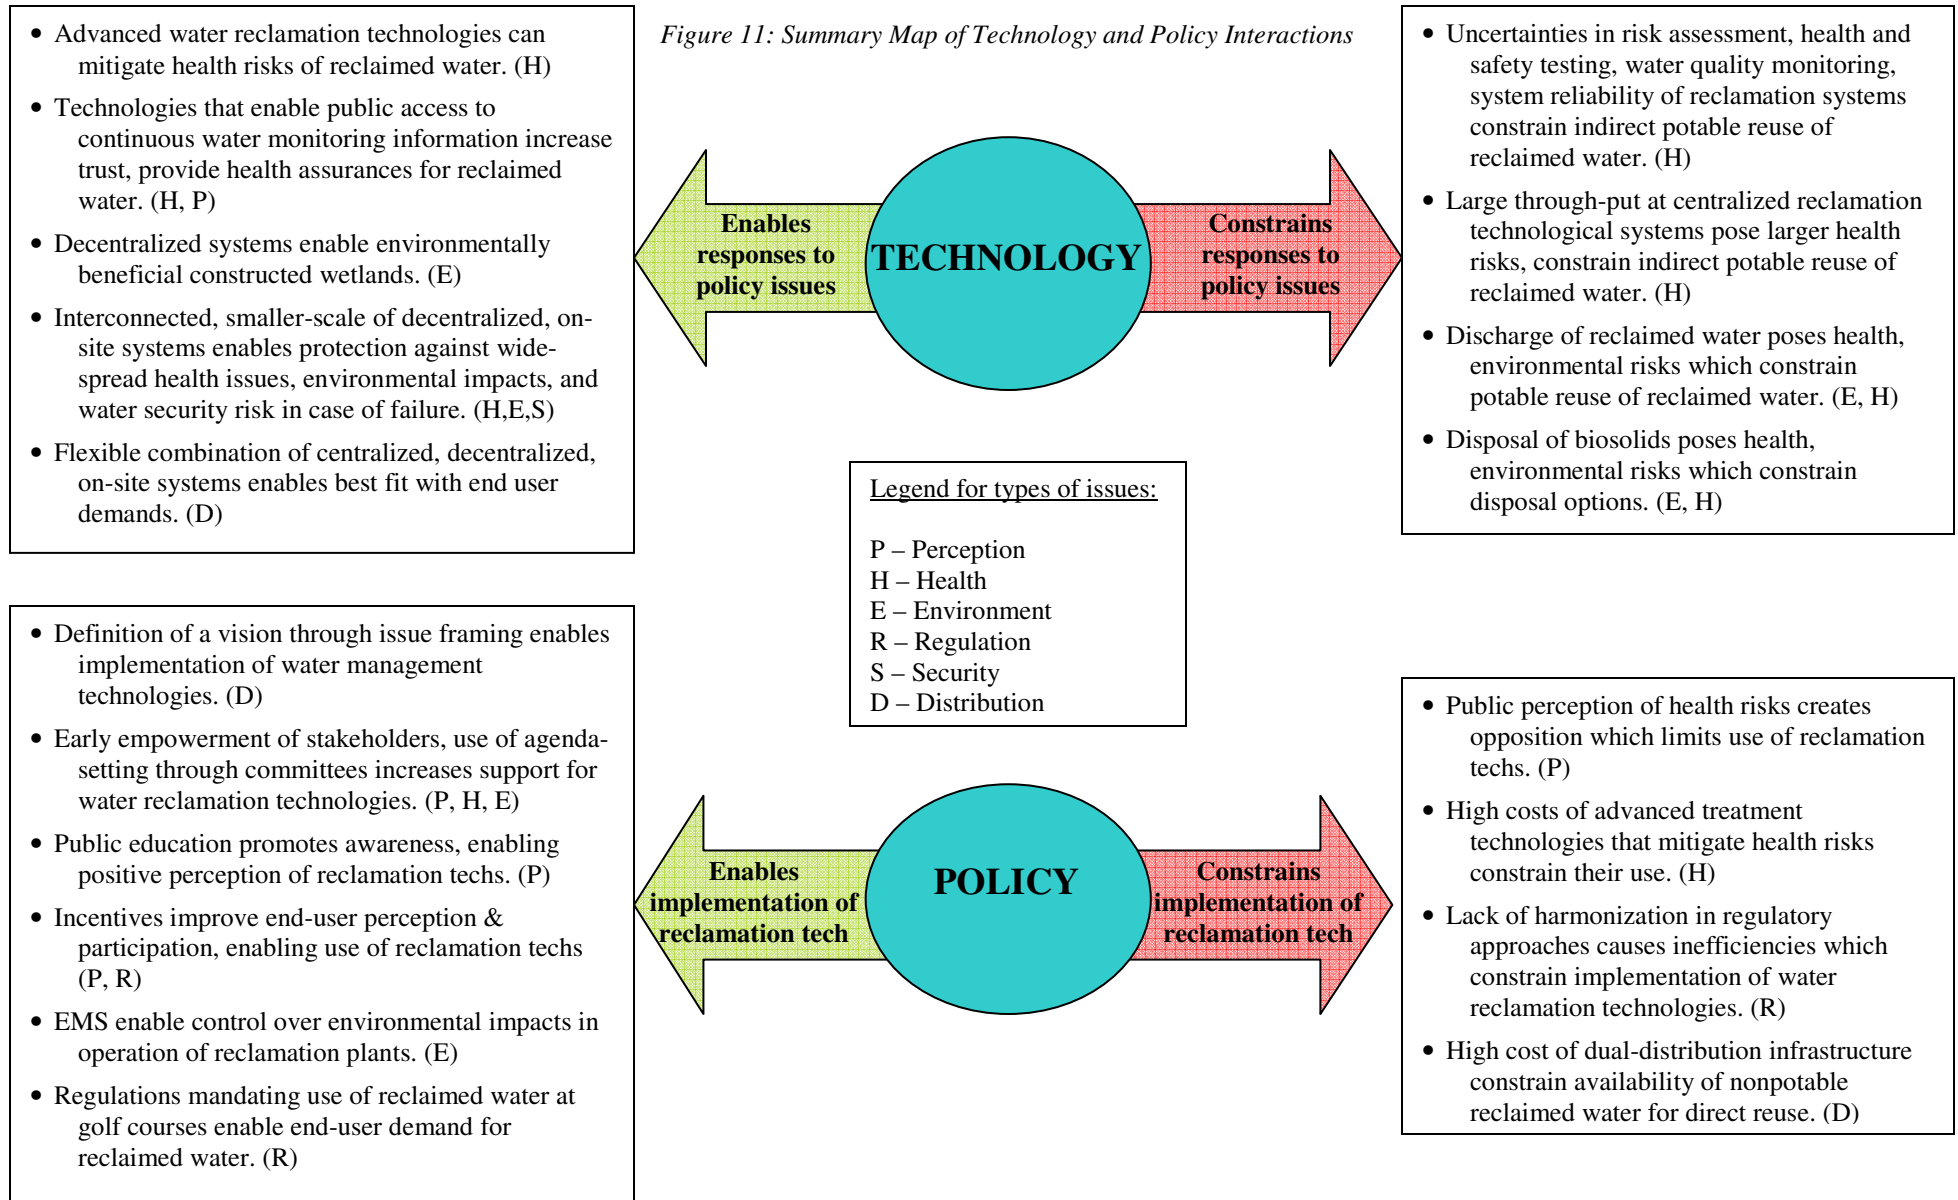 Figure 11: Summary Map of Technology and Policy Interactions
• Advanced water reclamation technologies can
mitigate health risks of reclaimed water. (H)
• Technologies that enable public access to
continuous water monitoring information increase
trust, provide health assurances for reclaimed
water. (H, P)
• Decentralized systems enable environmentally
beneficial constructed wetlands. (E)
• Interconnected, smaller-scale of decentralized, on-
site systems enables protection against wide-
spread health issues, environmental impacts, and
water security risk in case of failure. (H,E,S)
• Flexible combination of centralized, decentralized,
on-site systems enables best fit with end user
demands. (D)
Enables
responses to
policy issues
TECHNOLOGY
Constrains
responses to
policy issues
• Uncertainties in risk assessment, health and
safety testing, water quality monitoring,
system reliability of reclamation systems
constrain indirect potable reuse of
reclaimed water. (H)
• Large through-put at centralized reclamation
technological systems pose larger health
risks, constrain indirect potable reuse of
reclaimed water. (H)
• Discharge of reclaimed water poses health,
environmental risks which constrain
potable reuse of reclaimed water. (E, H)
• Disposal of biosolids poses health,
environmental risks which constrain
disposal options. (E, H)
Legend for types of issues:
P – Perception
H – Health
E – Environment
R – Regulation
S – Security
D – Distribution
• Definition of a vision through issue framing enables
implementation of water management
technologies. (D)
• Early empowerment of stakeholders, use of agenda-
setting through committees increases support for
water reclamation technologies. (P, H, E)
• Public education promotes awareness, enabling
positive perception of reclamation techs. (P)
• Incentives improve end-user perception &
participation, enabling use of reclamation techs
(P, R)
• EMS enable control over environmental impacts in
operation of reclamation plants. (E)
• Regulations mandating use of reclaimed water at
golf courses enable end-user demand for
reclaimed water. (R)
Enables
implementation of
reclamation tech
POLICY
Constrains
implementation of
reclamation tech
• Public perception of health risks creates
opposition which limits use of reclamation
techs. (P)
• High costs of advanced treatment
technologies that mitigate health risks
constrain their use. (H)
• Lack of harmonization in regulatory
approaches causes inefficiencies which
constrain implementation of water
reclamation technologies. (R)
• High cost of dual-distribution infrastructure
constrain availability of nonpotable
reclaimed water for direct reuse. (D)